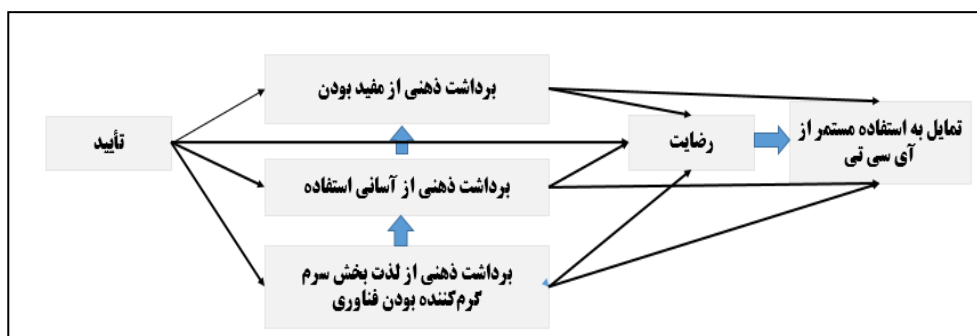 برداشت ذهنی از مفید بودن
تأیید
رضایت
تمایل به استفاده مستمر از
آی سی تی
برداشت ذهنی از آسانی استفاده
برداشت ذهنی از لذت بخش سرم
گرم‌کننده بودن فناوری